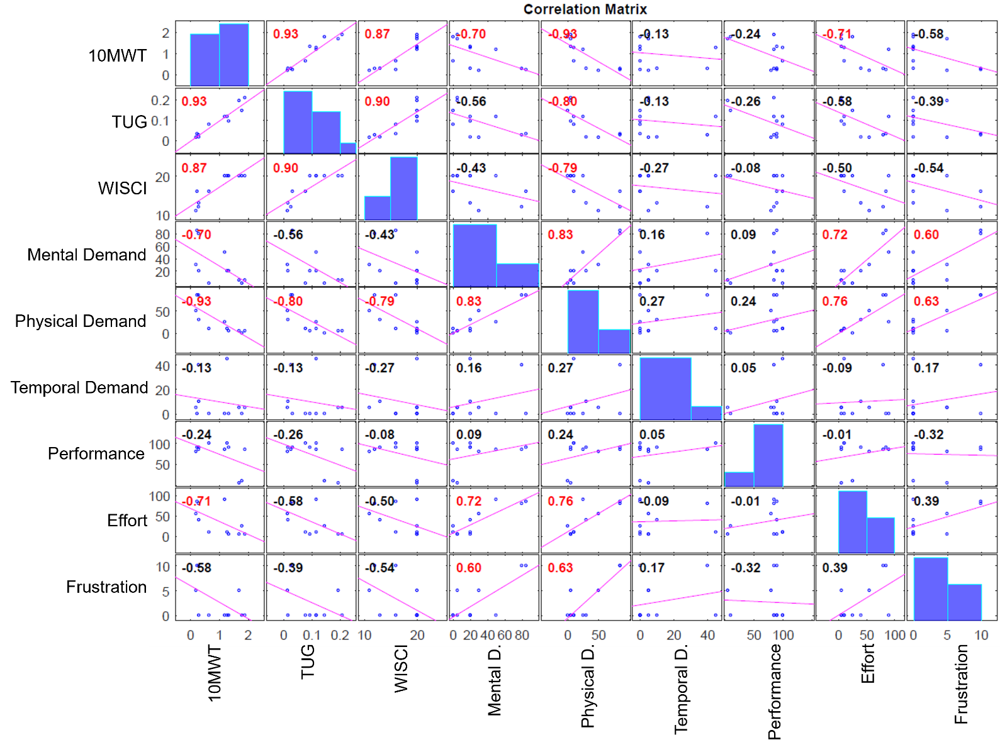 Correlation Matrix
10MWT 2 1 0 0.93 0.87 -0.70 -0.93 -0.13 -0.24 -0.71 -0.58
TUG 0.2 0.1 0 0.93 0.90 -0.56 -0.80 -0.13 -0.26 -0.58 -0.39
WISCI 20 10 0.87 0.90 -0.43 -0.79 -0.27 -0.08 -0.50 -0.54
Mental Demand 80 60 40 20 -0.70 -0.56 -0.43 0.83 0.16 0.09 0.72 0.60
Physical Demand 50 0 -0.93 -0.80 -0.79 0.83 0.27 0.24 0.76 0.63
Temporal Demand 40 20 0 -0.13 -0.13 -0.27 0.16 0.27 0.05 -0.09 0.17
Performance 100 50 -0.24 -0.26 -0.08 0.09 0.24 0.05 -0.01 -0.32
Effort 100 50 0 -0.71 -0.58 -0.50 0.72 0.76 -0.09 -0.01 0.39
Frustration 10 5 0 -0.58 -0.39 -0.54 0.60 0.63 0.17 -0.32 0.39
0 1 2 0 0.1 0.2 10 20 0 20 40 60 80 0 50 0 20 40 50 100 0 50 100 0 5 10
10MWT TUG WISCI Mental D. Physical D. Temporal D. Performance Effort Frustration